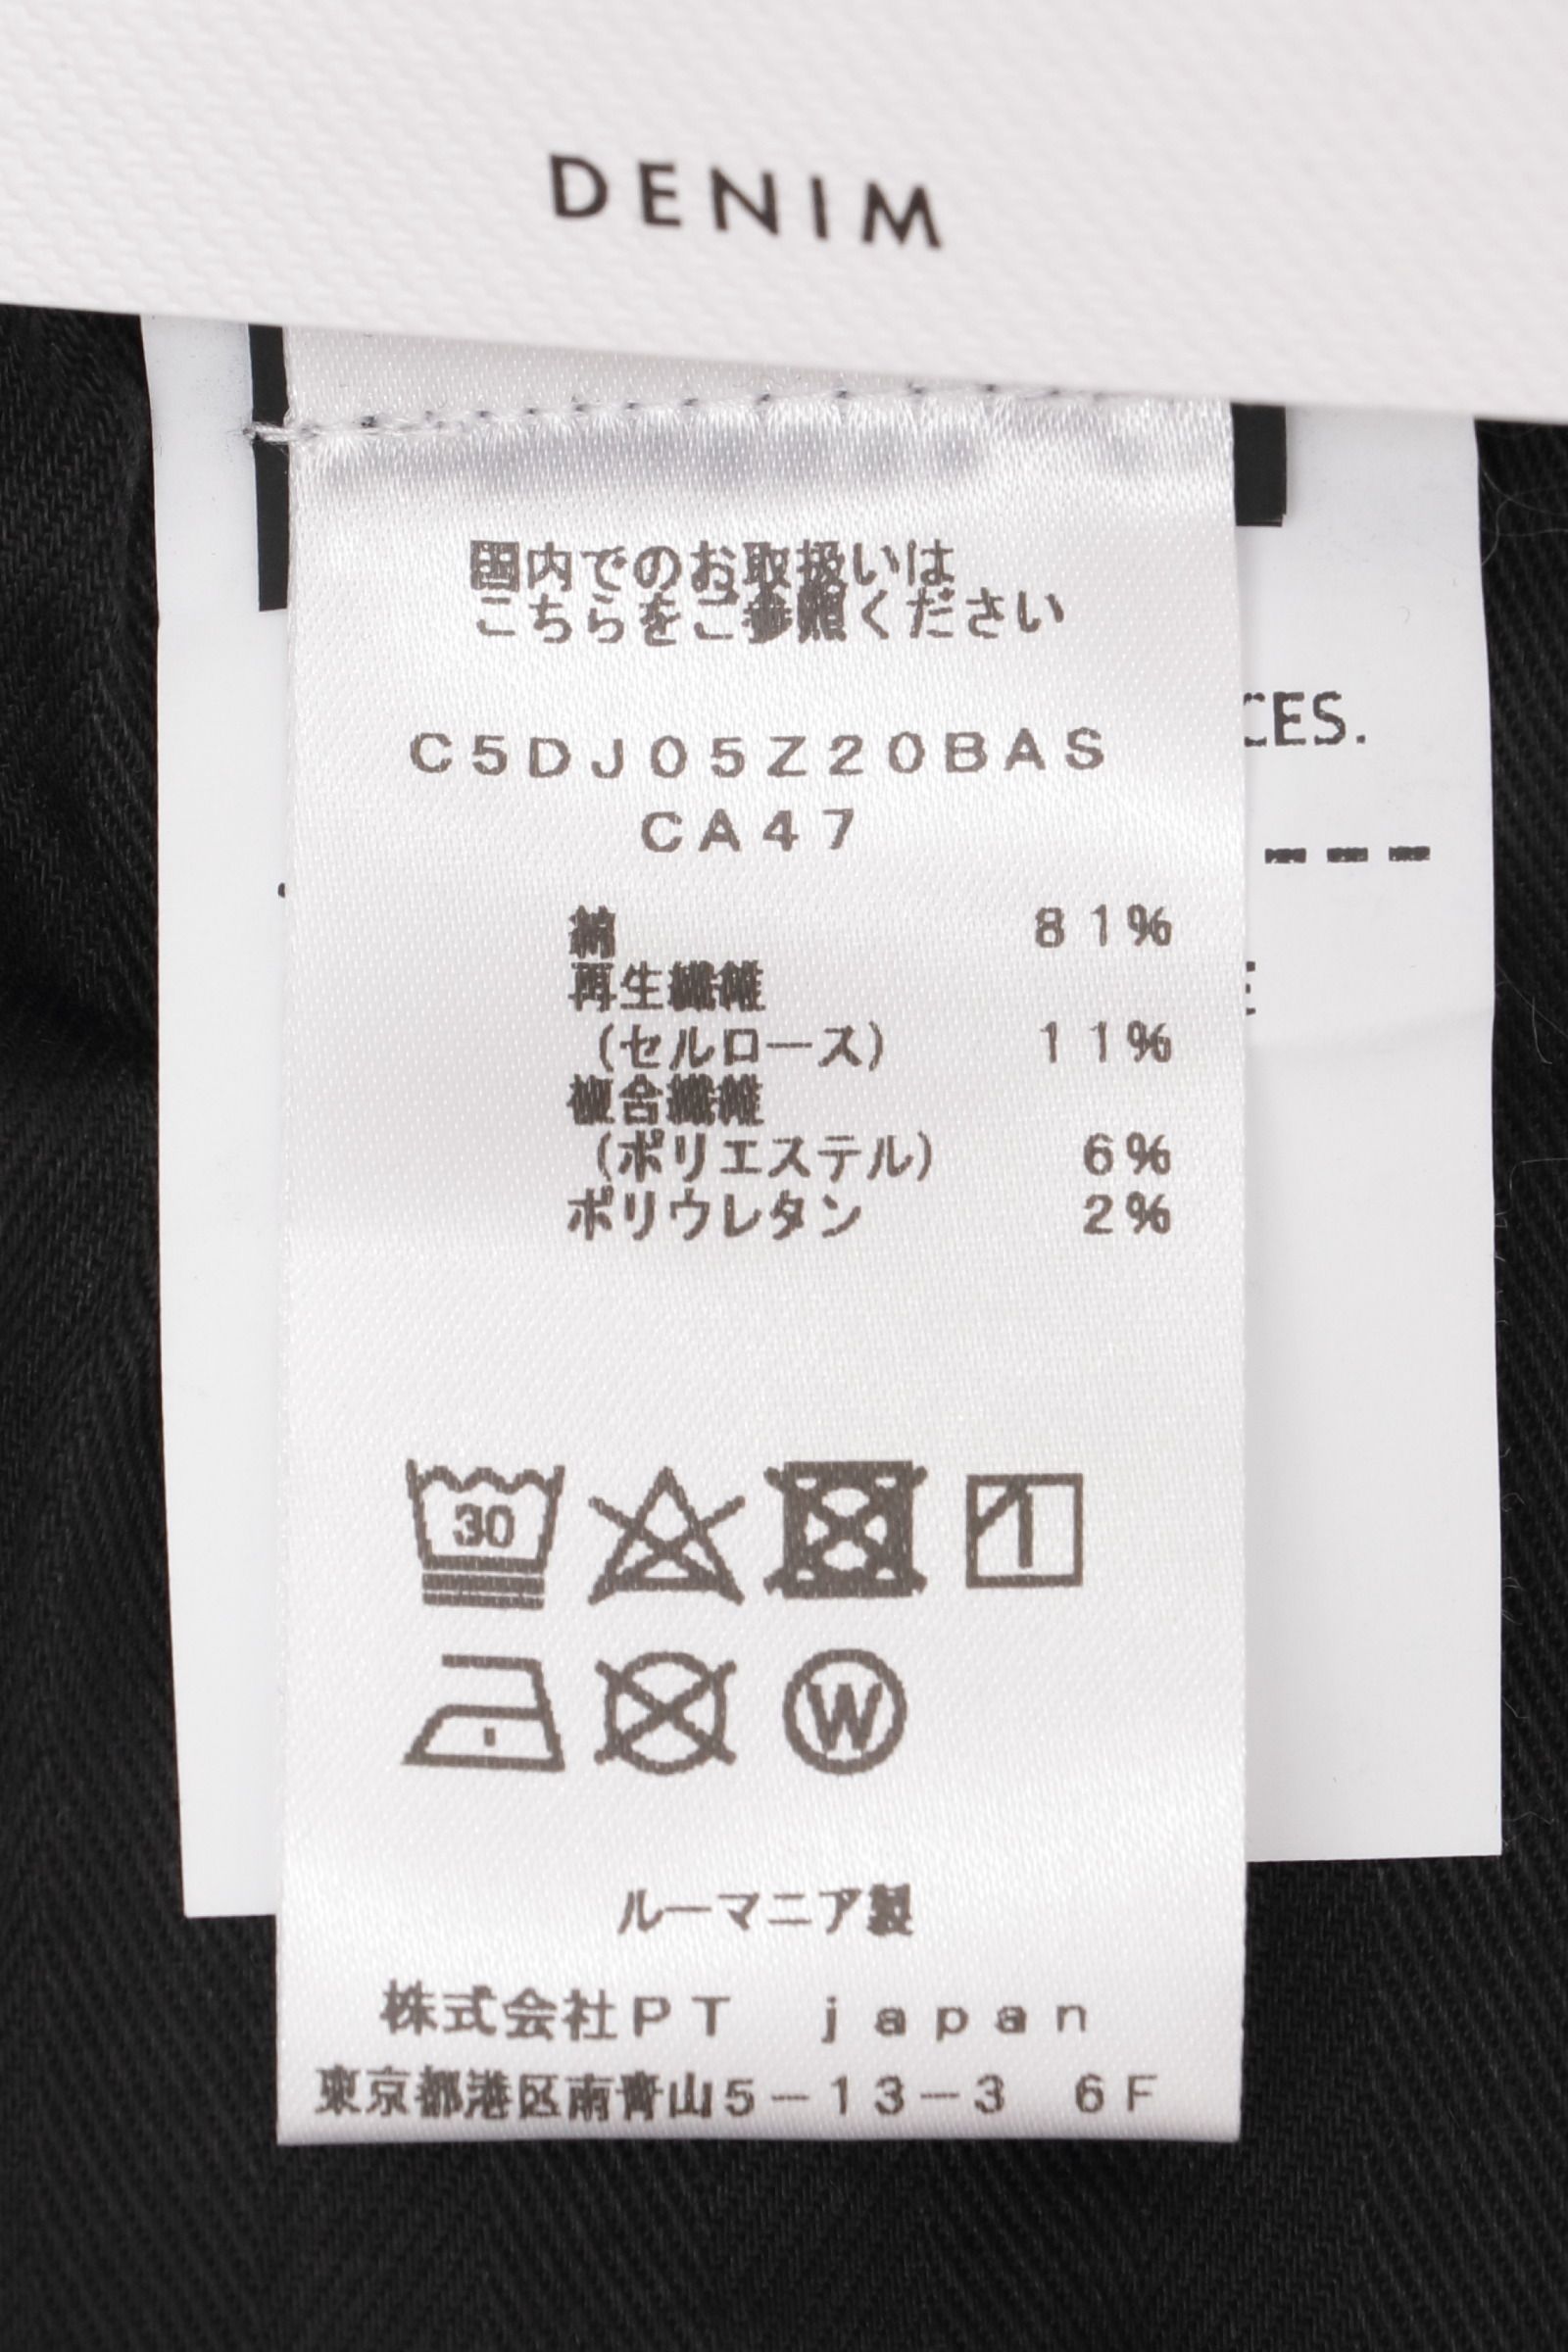 DENIM
国内でのお取扱いは
こちらをご参照ください
C5DJ05Z20BAS
CA47
綿 81%
再生繊維
(セルロース) 11%
複合繊維
(ポリエステル) 6%
ポリウレタン 2%
CES.
E
30
W
ルーマニア製
株式会社PT japan
東京都港区南青山5-13-3 6F